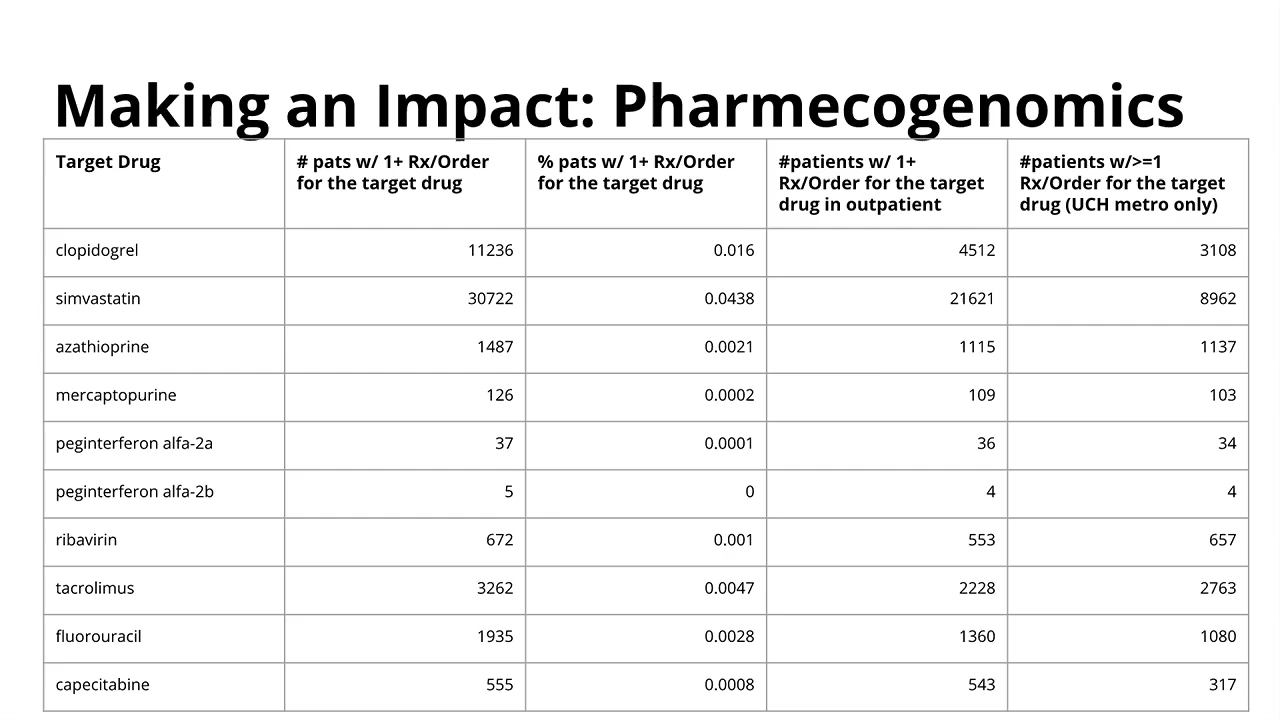 Making an Impact: Pharmecogenomics
Target Drug
# pats w/ 1+ Rx/Order
for the target drug
% pats w/ 1+ Rx/Order
for the target drug
#patients w/ 1+
Rx/Order for the target
drug in outpatient
#patients w/>=1
Rx/Order for the target
drug (UCH metro only)
clopidogrel 11236 0.016 4512 3108
simvastatin 30722 0.0438 21621 8962
azathioprine 1487 0.0021 1115 1137
mercaptopurine 126 0.0002 109 103
peginterferon alfa-2a 37 0.0001 36 34
peginterferon alfa-2b 5 0 4 4
ribavirin 672 0.001 553 657
tacrolimus 3262 0.0047 2228 2763
fluorouracil 1935 0.0028 1360 1080
capecitabine 555 0.0008 543 317